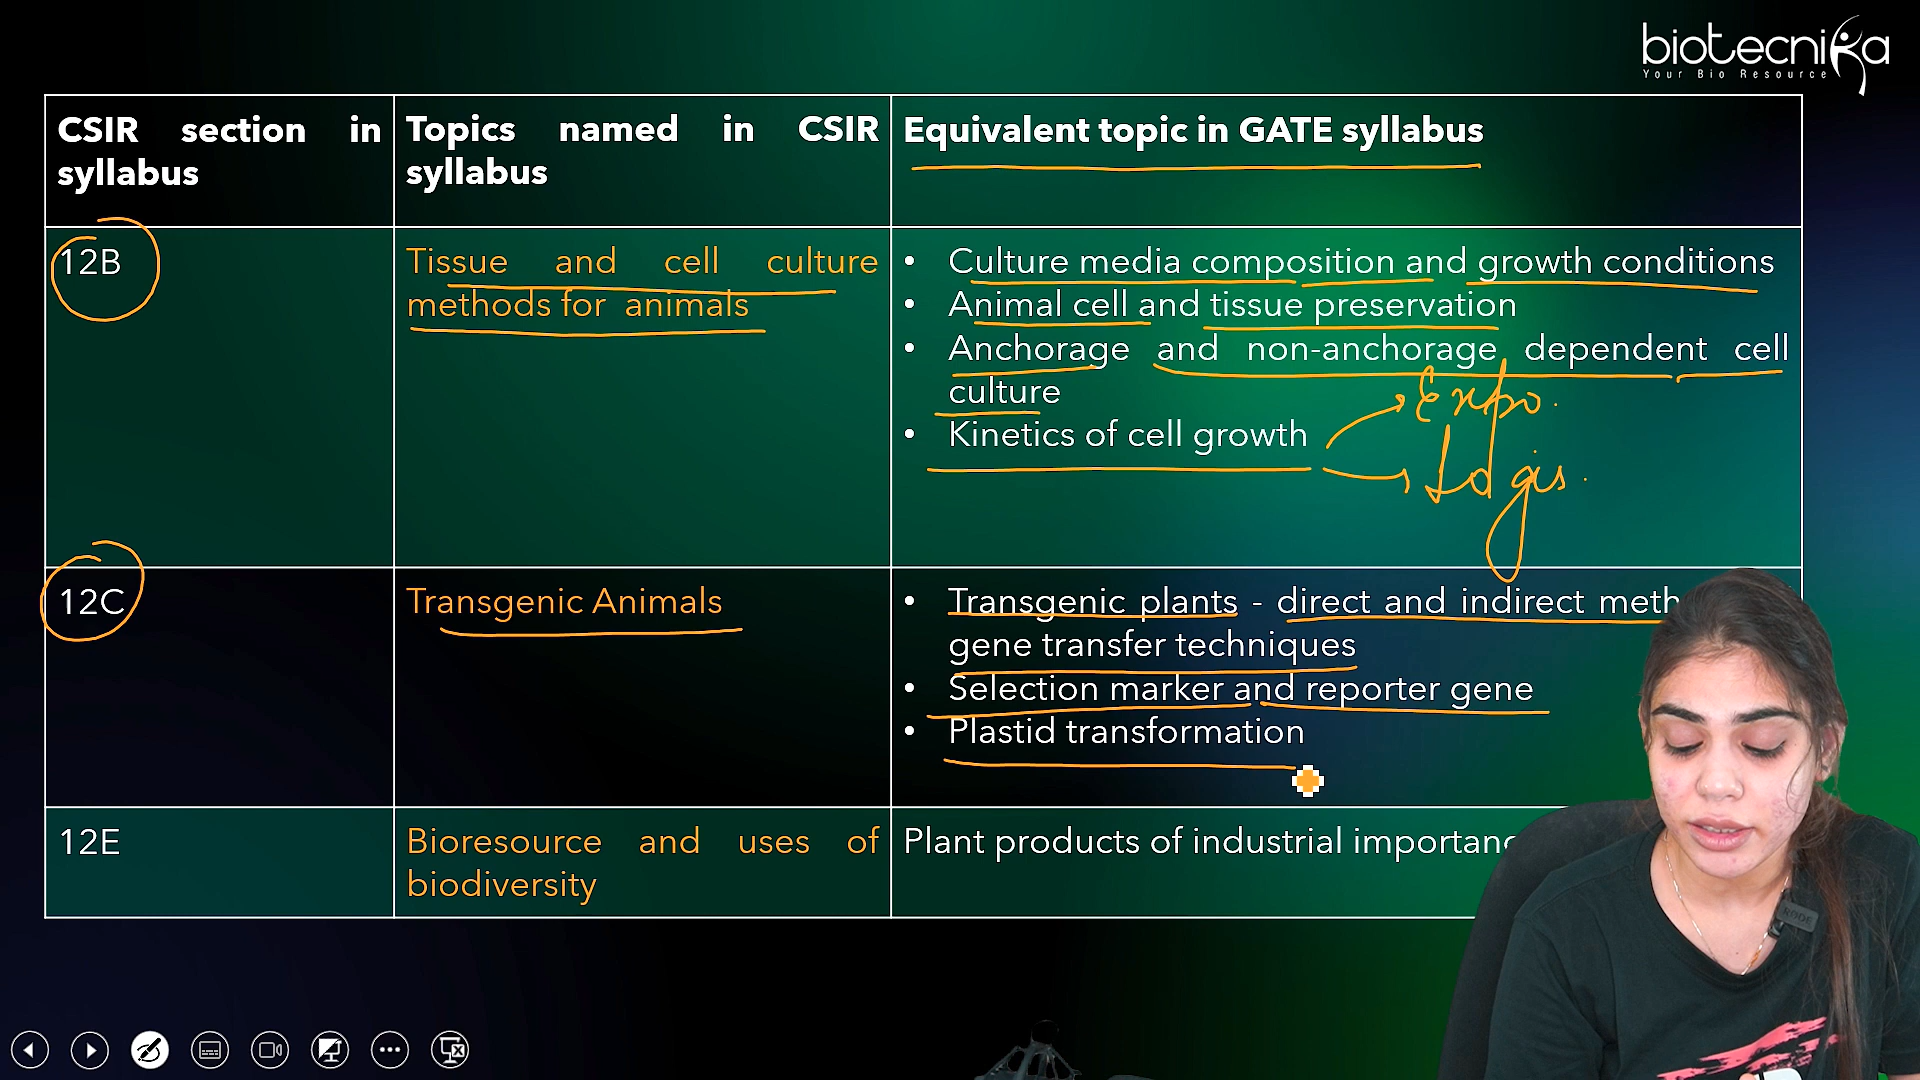 biotecnika
Your Bio Resource
CSIR section in
syllabus
Topics named in CSIR
syllabus
Equivalent topic in GATE syllabus
12B
Tissue and cell culture
methods for animals
• Culture media composition and growth conditions
• Animal cell and tissue preservation
• Anchorage and non-anchorage dependent cell
culture
• Kinetics of cell growth
Expo.
Logis.
12C
Transgenic Animals
• Transgenic plants - direct and indirect meth
gene transfer techniques
• Selection marker and reporter gene
• Plastid transformation
12E
Bioresource and uses of
biodiversity
Plant products of industrial importanc
RODE